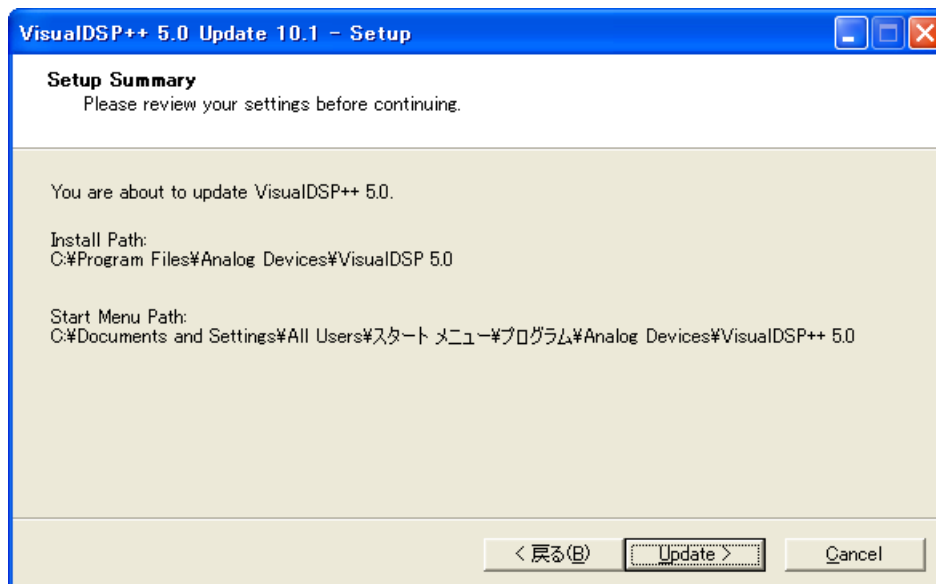 VisualDSP++ 5.0 Update 10.1 - Setup
Setup Summary
Please review your settings before continuing.
You are about to update VisualDSP++ 5.0.
Install Path:
C:¥Program Files¥Analog Devices¥VisualDSP 5.0
Start Menu Path:
C:¥Documents and Settings¥All Users¥スタート メニュー¥プログラム¥Analog Devices¥VisualDSP++ 5.0
< 戻る(B) Update > Cancel